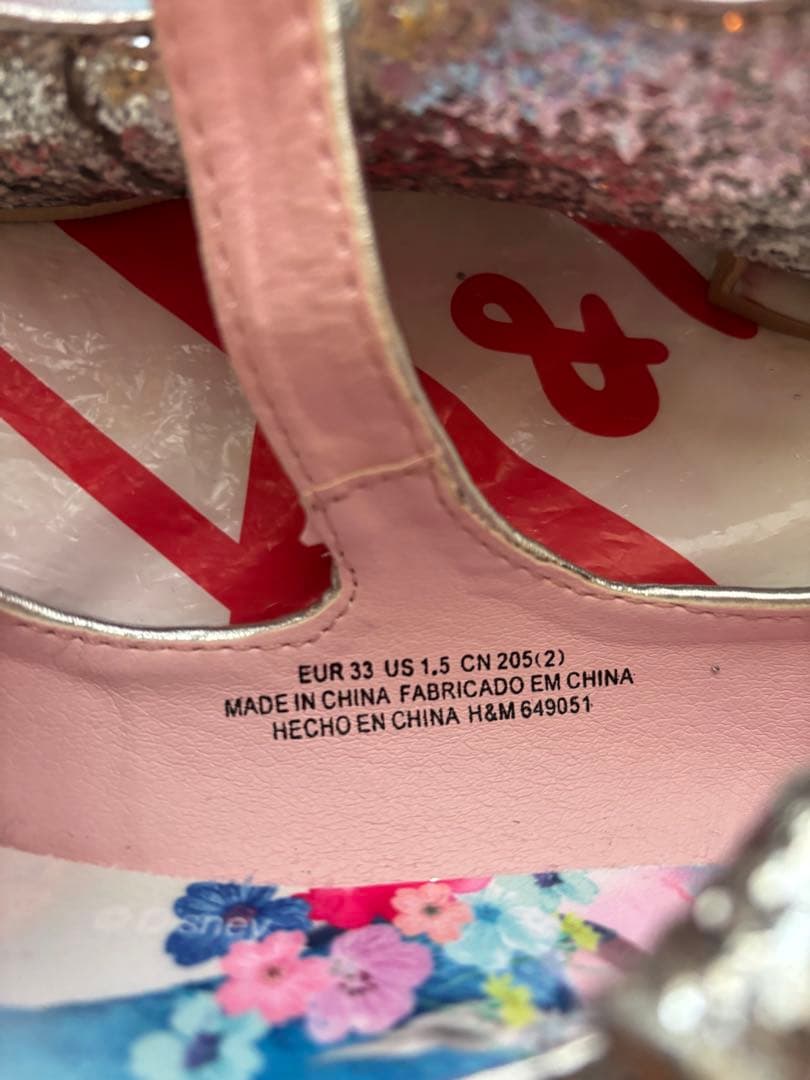 &
EUR 33 US 1.5 CN 205(2)
MADE IN CHINA FABRICADO EM CHINA
HECHO EN CHINA H&M 649051
©Disney